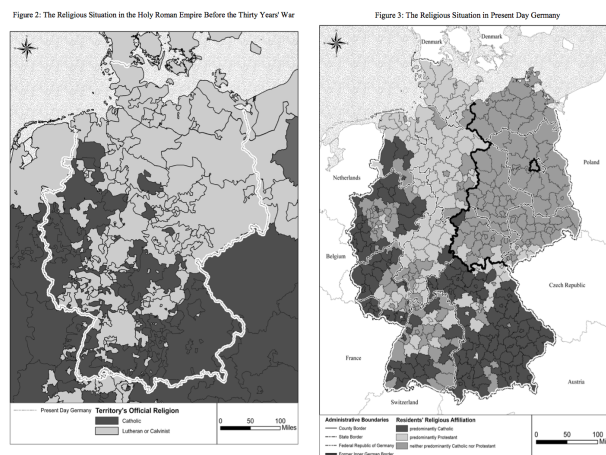 Figure 2: The Religious Situation in the Holy Roman Empire Before the Thirty Years' War
Present Day Germany
Territory's Official Religion
Catholic
Lutheran or Calvinist
0 50 100
Miles
Figure 3: The Religious Situation in Present Day Germany
Denmark
Denmark
Netherlands
Poland
Belgium
Czech Republic
France
Austria
Switzerland
Administrative Boundaries
County Border
State Border
Federal Republic of Germany
Former Inner German Border
Residents' Religious Affiliation
predominantly Catholic
predominantly Protestant
neither predominantly Catholic nor Protestant
0 50 100